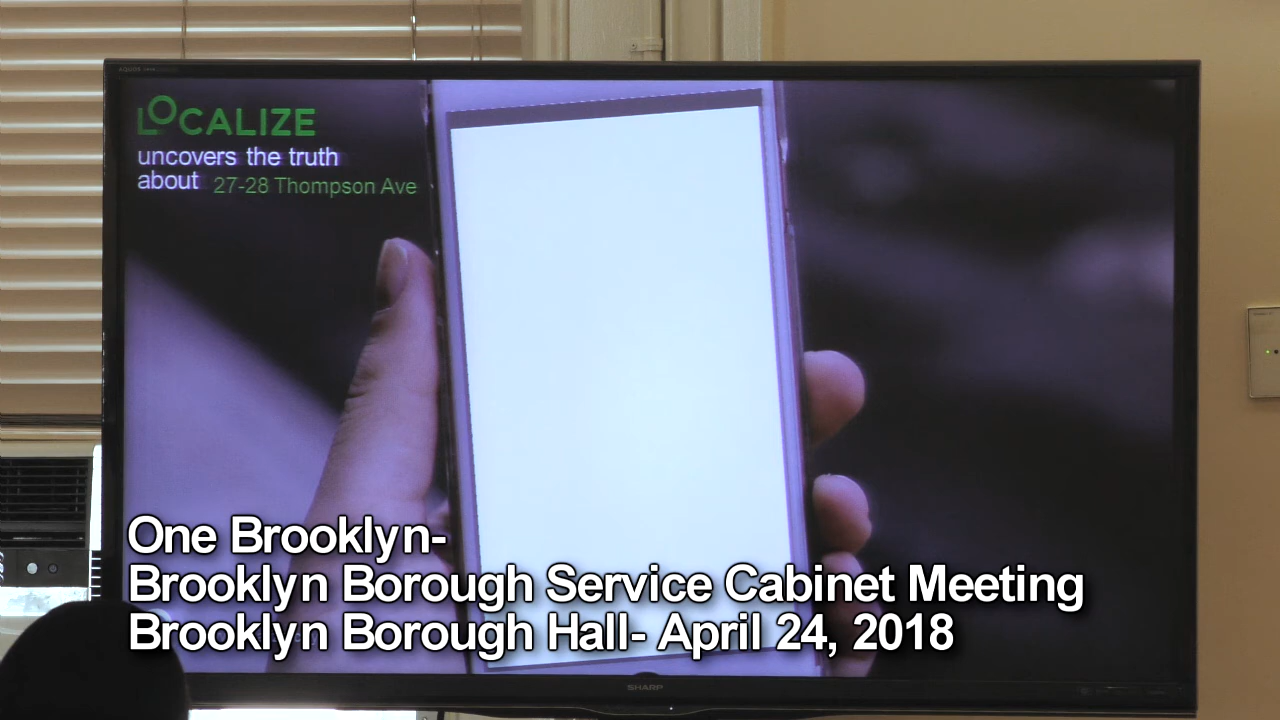 LOCALIZE
uncovers the truth
about 27-28 Thompson Ave
One Brooklyn-
Brooklyn Borough Service Cabinet Meeting
Brooklyn Borough Hall- April 24, 2018
SHARP